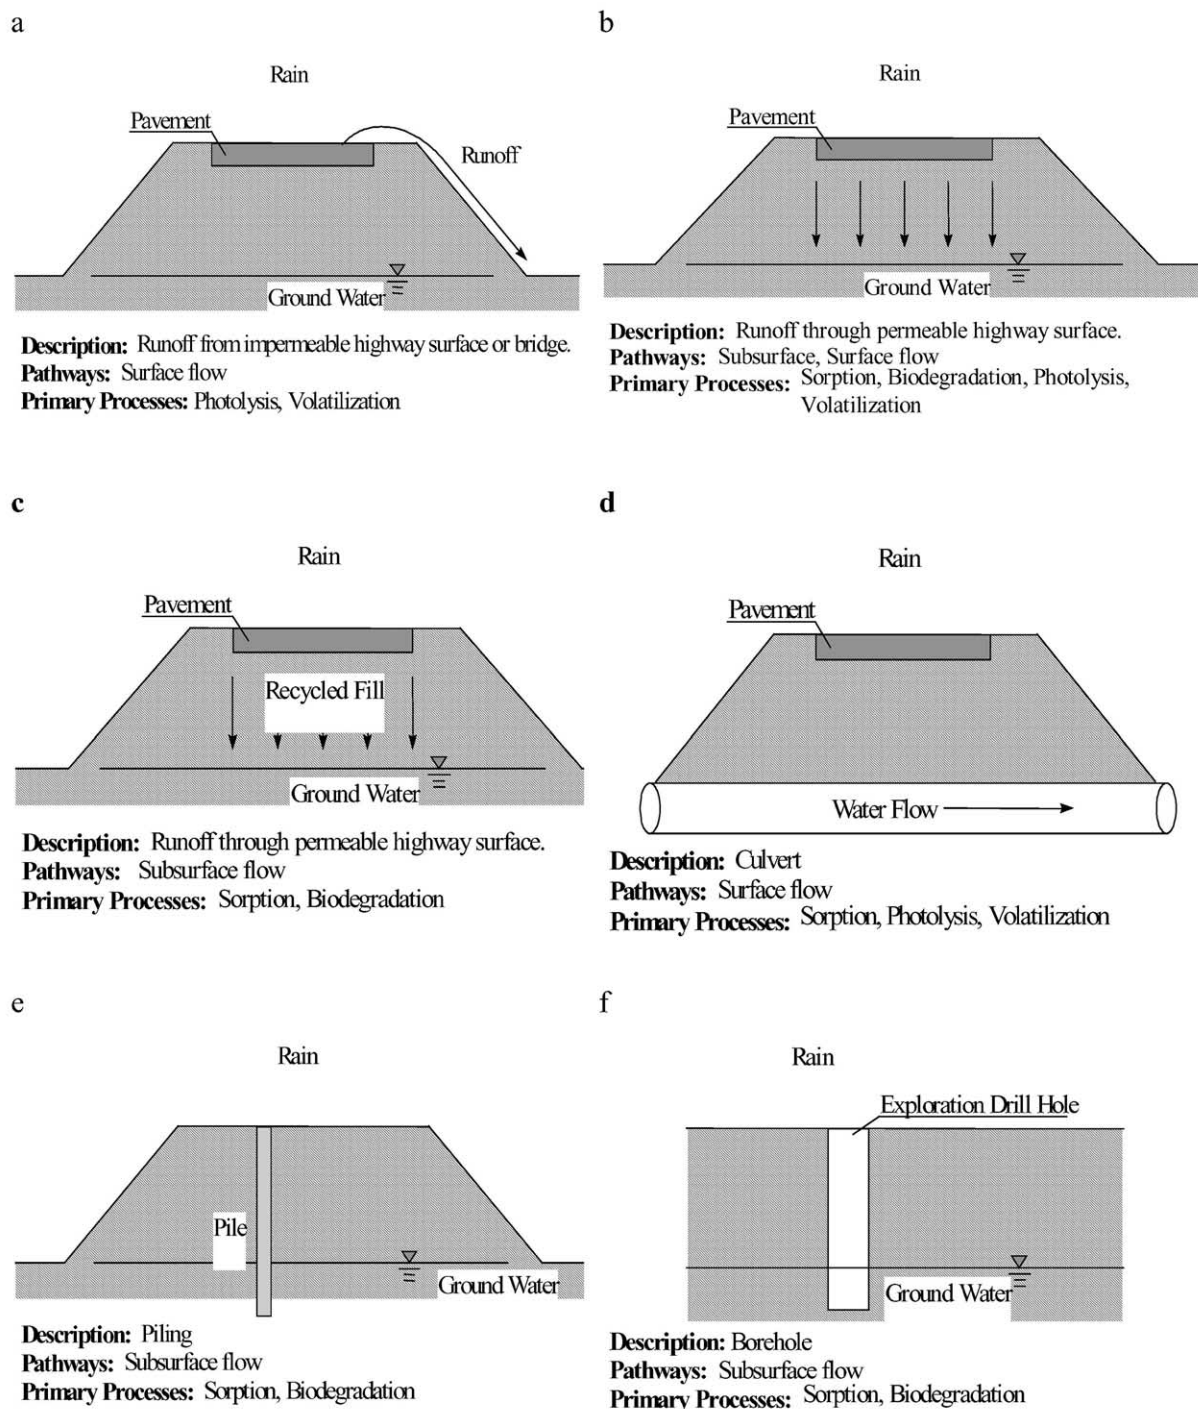 a
Rain
Pavement
Runoff
Ground Water
Description: Runoff from impermeable highway surface or bridge.
Pathways: Surface flow
Primary Processes: Photolysis, Volatilization
b
Rain
Pavement
Ground Water
Description: Runoff through permeable highway surface.
Pathways: Subsurface, Surface flow
Primary Processes: Sorption, Biodegradation, Photolysis,
Volatilization
c
Rain
Pavement
Recycled Fill
Ground Water
Description: Runoff through permeable highway surface.
Pathways: Subsurface flow
Primary Processes: Sorption, Biodegradation
d
Rain
Pavement
Water Flow
Description: Culvert
Pathways: Surface flow
Primary Processes: Sorption, Photolysis, Volatilization
e
Rain
Pile
Ground Water
Description: Piling
Pathways: Subsurface flow
Primary Processes: Sorption, Biodegradation
f
Rain
Exploration Drill Hole
Ground Water
Description: Borehole
Pathways: Subsurface flow
Primary Processes: Sorption, Biodegradation